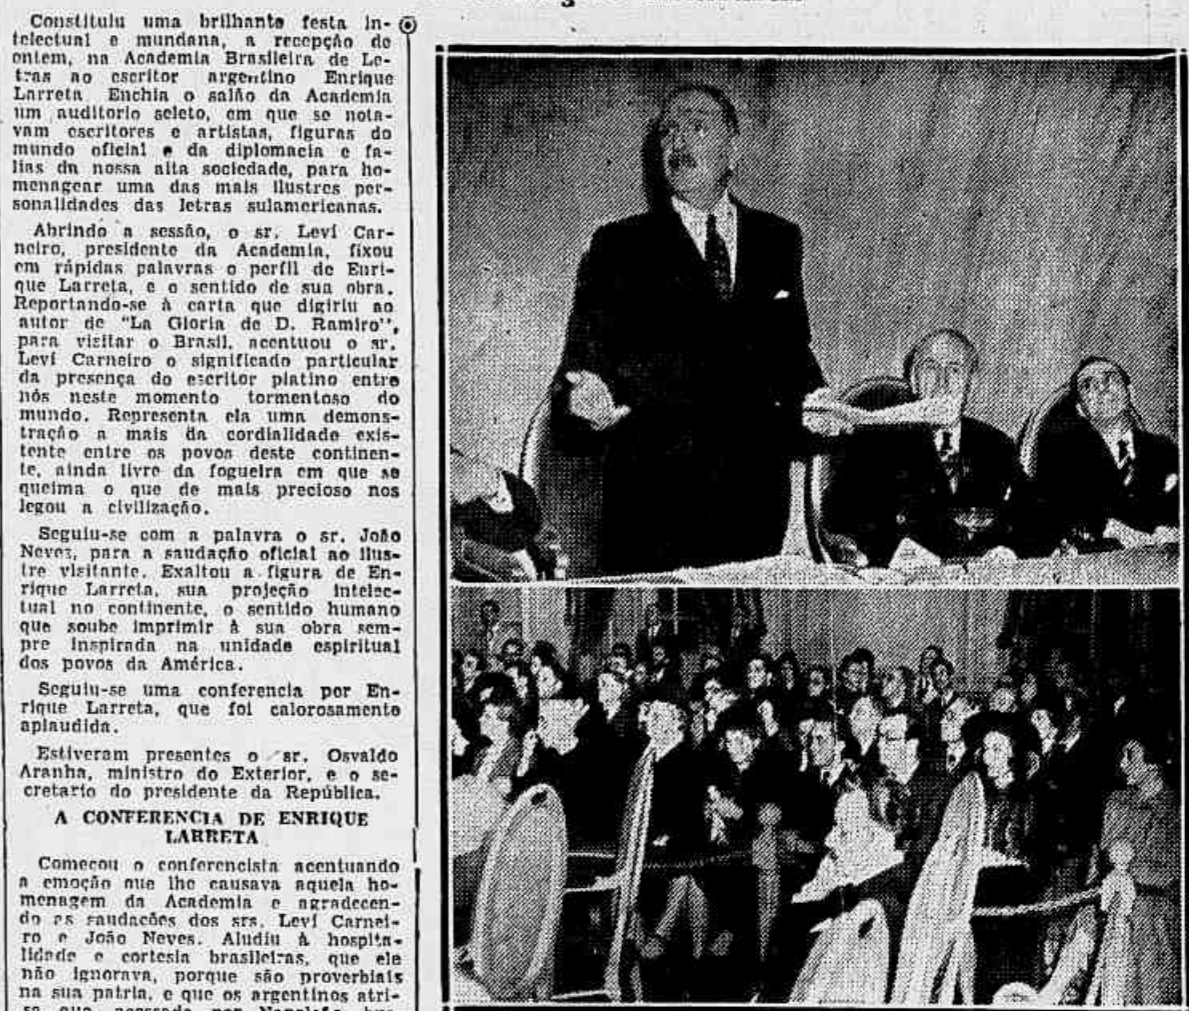 Constituiu uma brilhante festa in-
telectual e mundana, a recepção de
ontem, na Academia Brasileira de Le-
tras ao escritor argentino Enrique
Larreta Enchia o salão da Academia
um auditorio seleto, em que se nota-
vam escritores e artistas, figuras do
mundo oficial e da diplomacia e fa-
lias da nossa alta sociedade, para ho-
menagear uma das mais ilustres per-
sonalidades das letras sulamericanas.
Abrindo a sessão, o sr. Levi Car-
neiro, presidente da Academia, fixou
em rápidas palavras o perfil de Enri-
que Larreta, e o sentido de sua obra.
Reportando-se à carta que digiriu ao
autor de "La Gloria de D. Ramiro",
para visitar o Brasil, acentuou o sr.
Levi Carneiro o significado particular
da presença do escritor platino entre
nós neste momento tormentoso do
mundo. Representa ela uma demons-
tração a mais da cordialidade exis-
tente entre os povos deste continen-
te, ainda livre da fogueira em que se
queima o que de mais precioso nos
legou a civilização.
Seguiu-se com a palavra o sr. João
Neves, para a saudação oficial ao ilus-
tre visitante. Exaltou a figura de En-
rique Larreta, sua projeção intelec-
tual no continente, o sentido humano
que soube imprimir à sua obra sem-
pre inspirada na unidade espiritual
dos povos da América.
Seguiu-se uma conferencia por En-
rique Larreta, que foi calorosamente
aplaudida.
Estiveram presentes o sr. Osvaldo
Aranha, ministro do Exterior, e o se-
cretario do presidente da República.
A CONFERENCIA DE ENRIQUE
LARRETA
Começou o conferencista acentuando
a emoção que lhe causava aquela ho-
menagem da Academia e agradecen-
do as saudações dos srs. Levi Carnei-
ro e João Neves. Aludiu à hospita-
lidade e cortesia brasileiras, que ele
não ignorava, porque são proverbiais
na sua patria, e que os argentinos atri-